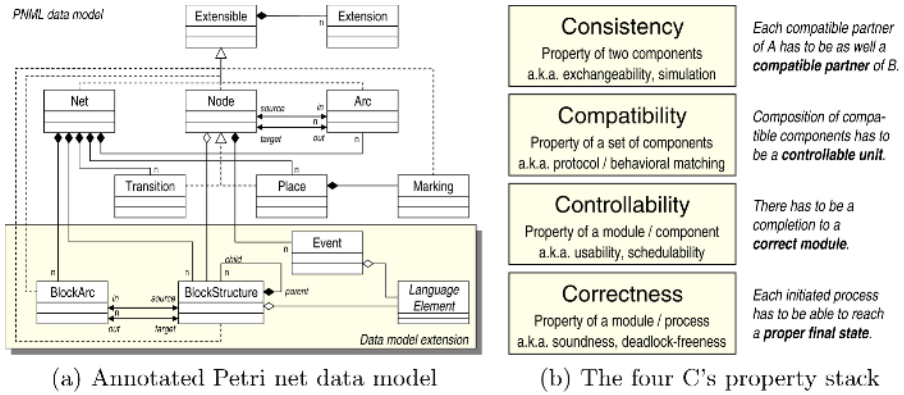 PNML data model
Extensible
n
Extension
Net
Node
Arc
source
in
n
target
out
n
n
n
Transition
Place
Marking
Event
n
child
n
n
n
BlockArc
BlockStructure
parent
Language
Element
in
source
n
out
target
Data model extension
(a) Annotated Petri net data model
Consistency
Property of two components
a.k.a. exchangeability, simulation
Each compatible partner
of A has to be as well a
compatible partner of B.
Compatibility
Property of a set of components
a.k.a. protocol / behavioral matching
Composition of compa-
tible components has to
be a controllable unit.
Controllability
Property of a module / component
a.k.a. usability, schedulability
There has to be a
completion to a
correct module.
Correctness
Property of a module / process
a.k.a. soundness, deadlock-freeness
Each initiated process
has to be able to reach
a proper final state.
(b) The four C's property stack